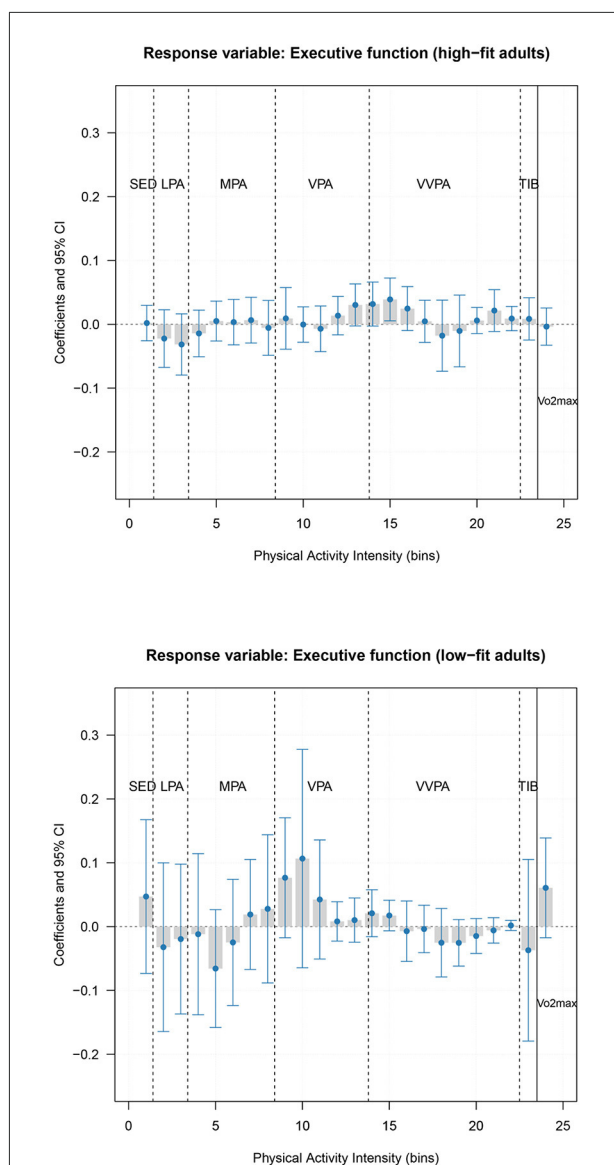 Response variable: Executive function (high−fit adults)
0.3
SED LPA MPA VPA VVPA TIB
0.2
0.1
0.0
−0.1
Vo2max
−0.2
0 5 10 15 20 25
Coefficients and 95% CI
Physical Activity Intensity (bins)
Response variable: Executive function (low−fit adults)
0.3
SED LPA MPA VPA VVPA TIB
0.2
0.1
0.0
−0.1
Vo2max
−0.2
0 5 10 15 20 25
Coefficients and 95% CI
Physical Activity Intensity (bins)